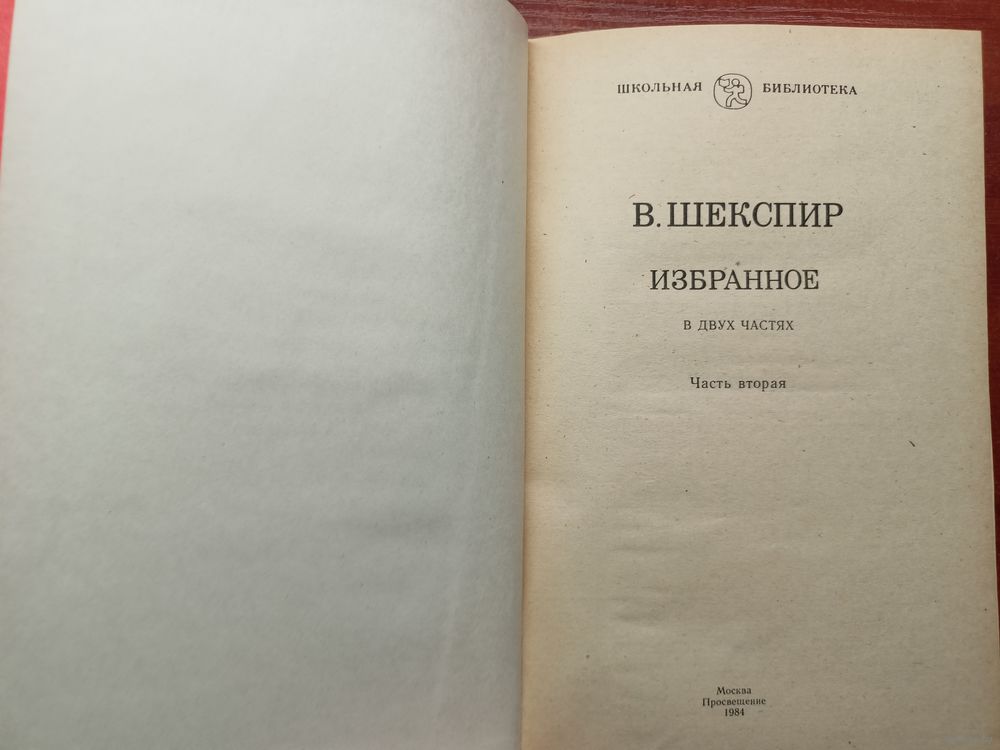 ШКОЛЬНАЯ БИБЛИОТЕКА
В. ШЕКСПИР
ИЗБРАННОЕ
В ДВУХ ЧАСТЯХ
Часть вторая
Москва
Просвещение
1984